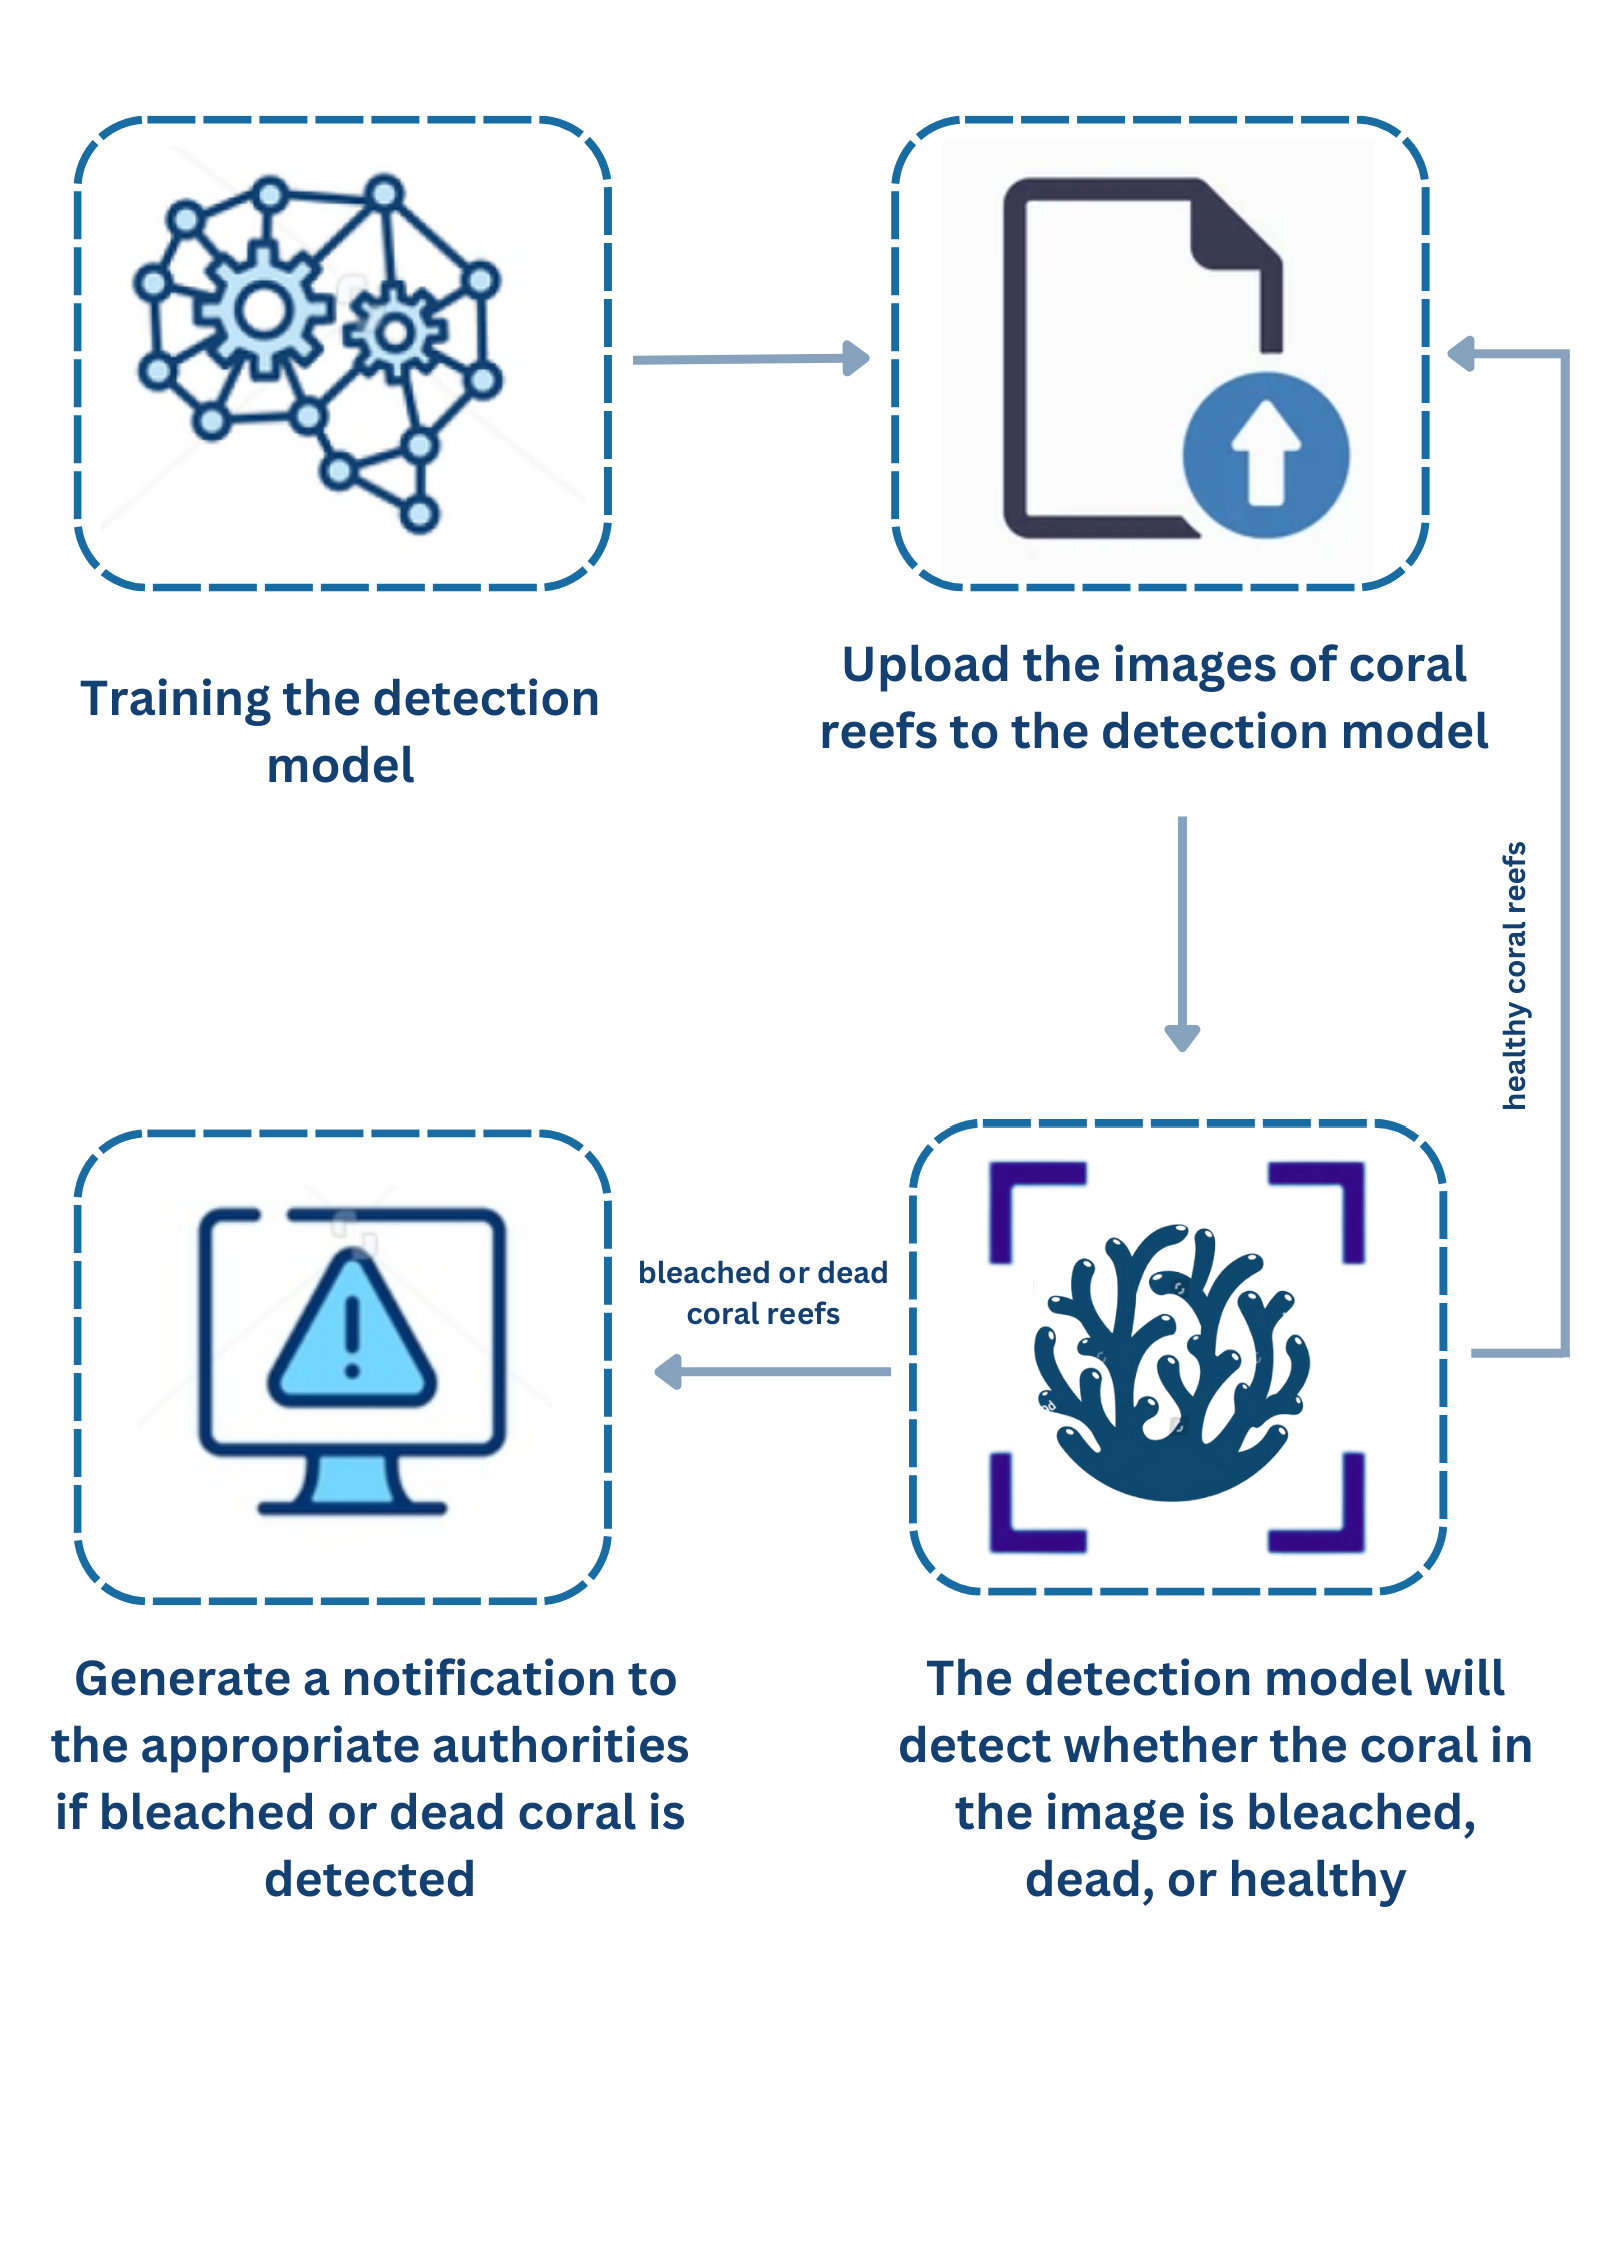 Training the detection
model
Upload the images of coral
reefs to the detection model
healthy coral reefs
bleached or dead
coral reefs
Generate a notification to
the appropriate authorities
if bleached or dead coral is
detected
The detection model will
detect whether the coral in
the image is bleached,
dead, or healthy